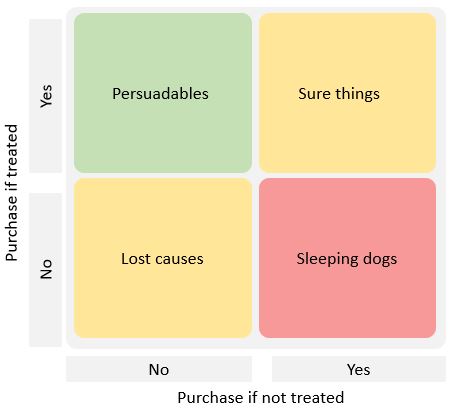 Purchase if treated
Yes
Persuadables
Sure things
No
Lost causes
Sleeping dogs
No
Yes
Purchase if not treated